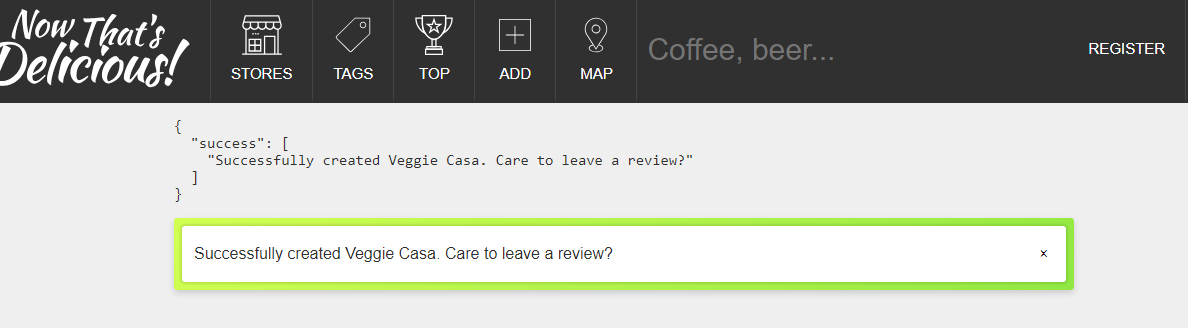 Now That's
Delicious!
STORES
TAGS
TOP
ADD
MAP
Coffee, beer...
REGISTER
{
"success": [
"Successfully created Veggie Casa. Care to leave a review?"
]
}
Successfully created Veggie Casa. Care to leave a review? ×